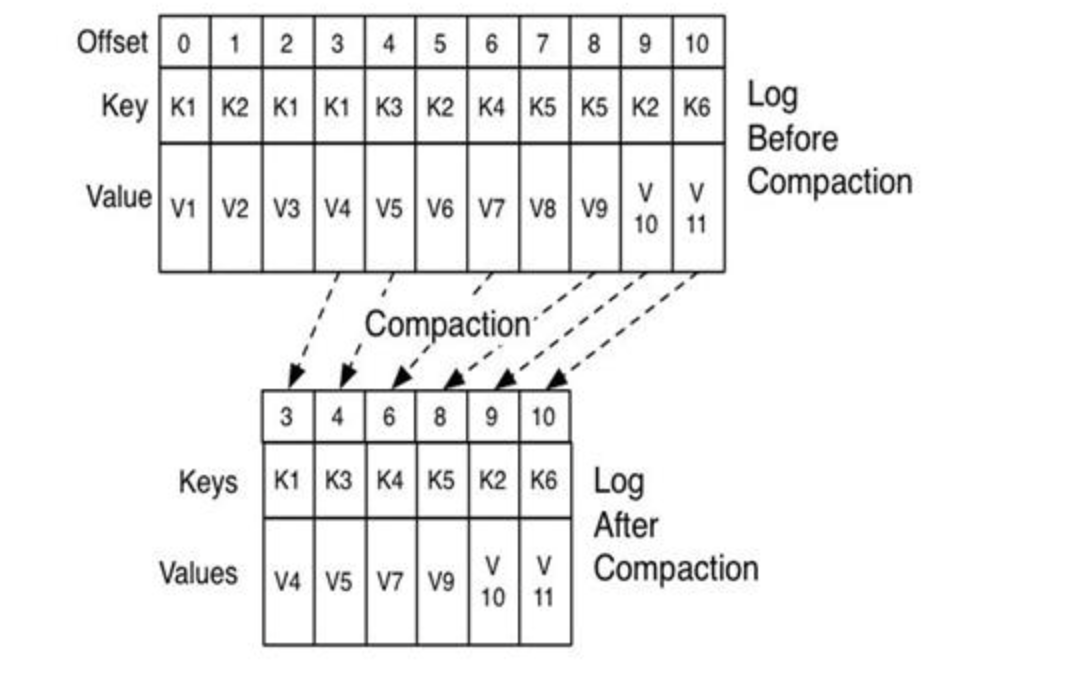 Offset 0 1 2 3 4 5 6 7 8 9 10
Key K1 K2 K1 K1 K3 K2 K4 K5 K5 K2 K6
Value V1 V2 V3 V4 V5 V6 V7 V8 V9 V 10 V 11
Log
Before
Compaction
Compaction
3 4 6 8 9 10
Keys K1 K3 K4 K5 K2 K6
Values V4 V5 V7 V9 V 10 V 11
Log
After
Compaction